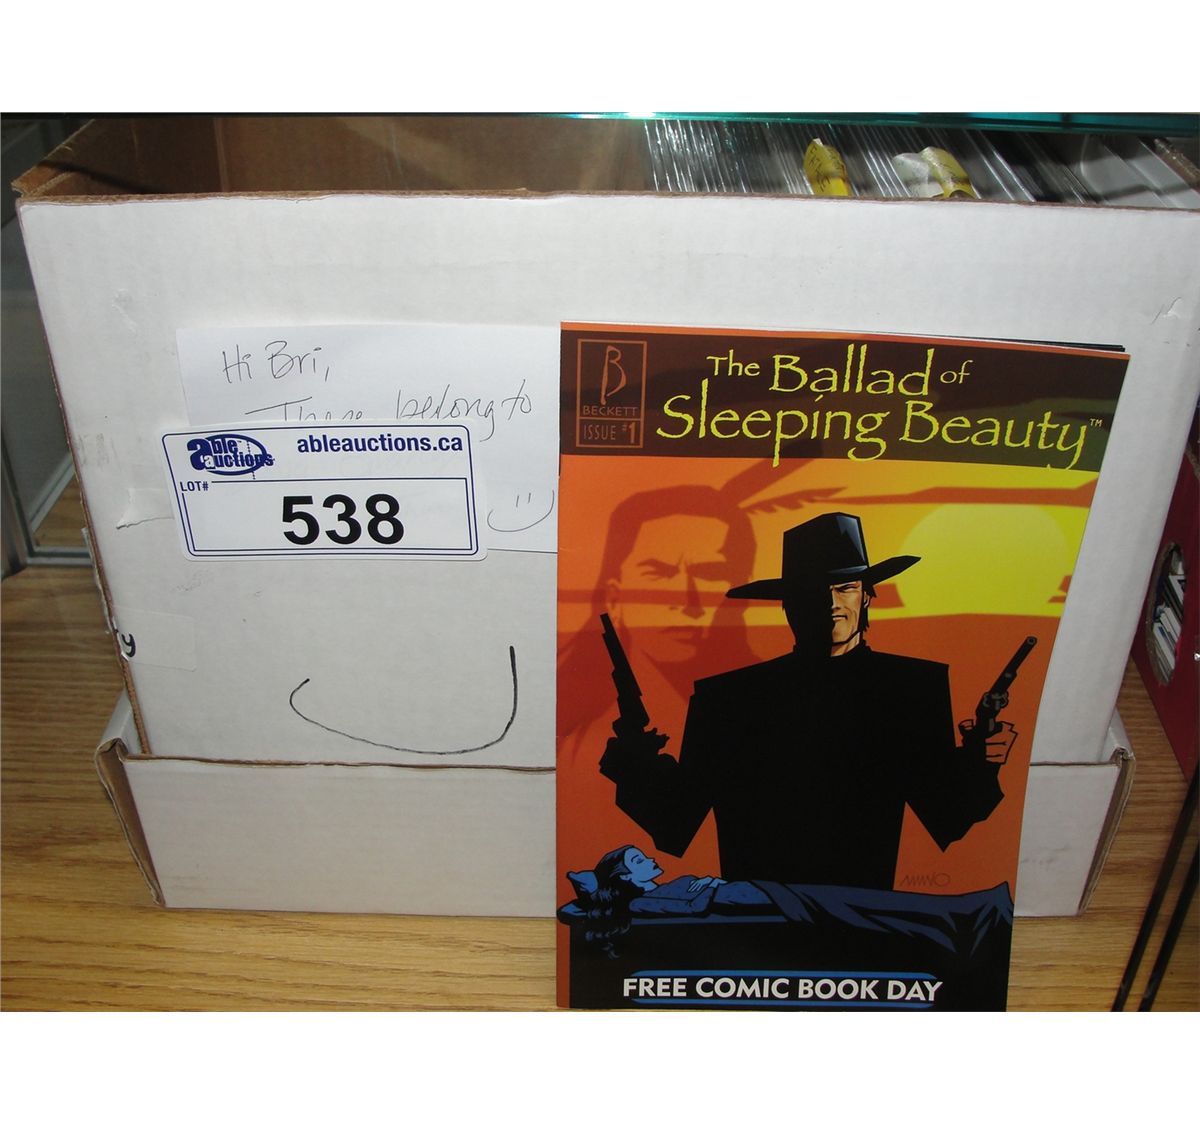 Hi Bri,
These belong to
able auctions
ableauctions.ca
LOT#
538
B
BECKETT
ISSUE #1
The Ballad of
Sleeping Beauty™
NINO
FREE COMIC BOOK DAY